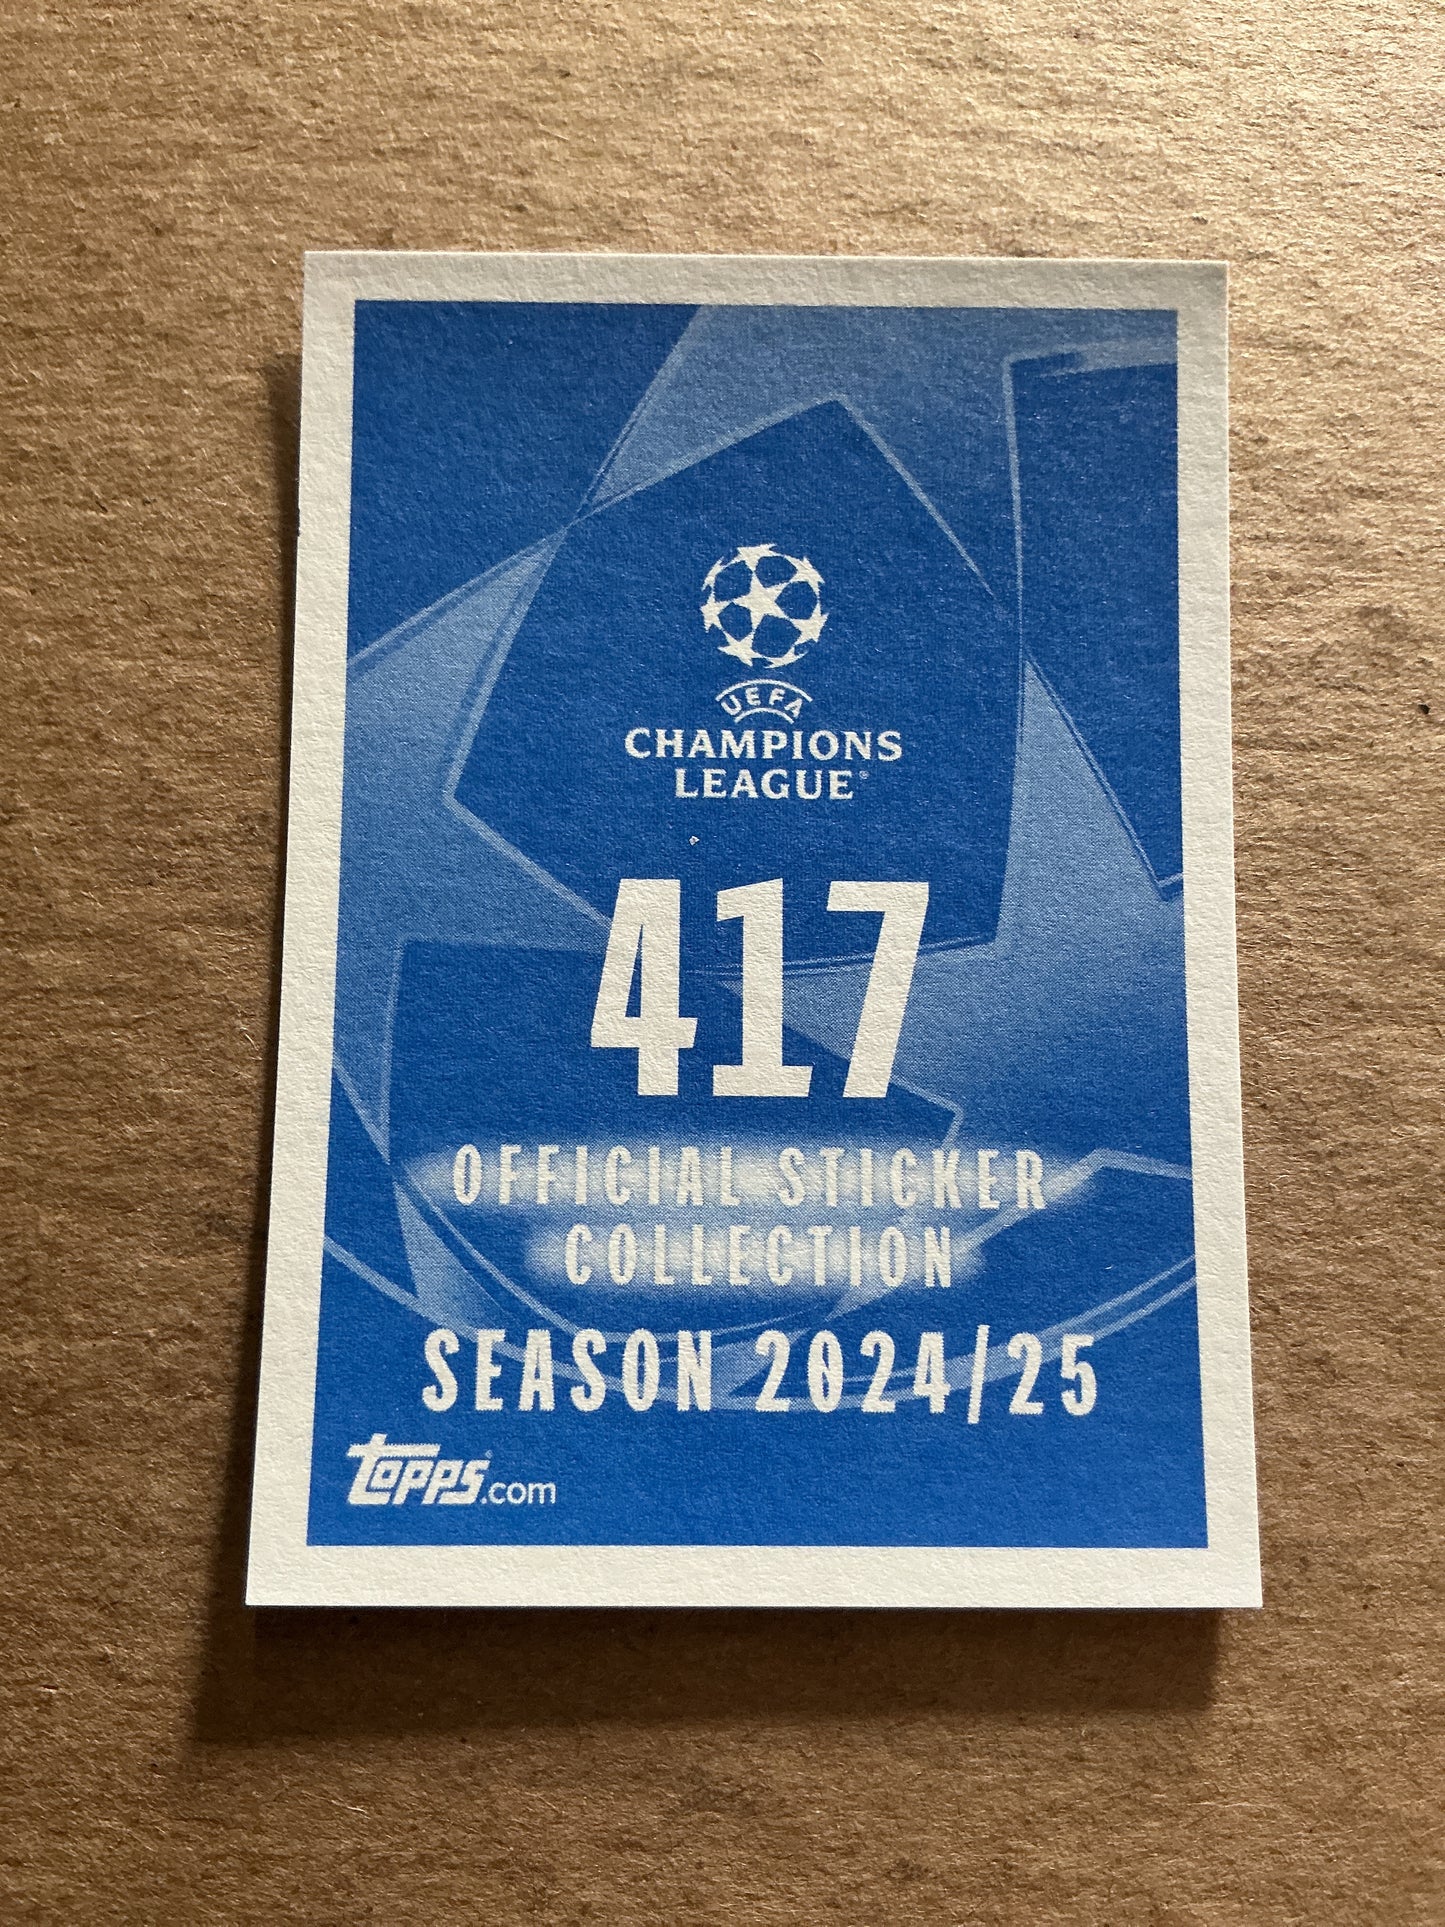 UEFA
CHAMPIONS
LEAGUE®
417
OFFICIAL STICKER
COLLECTION
SEASON 2024/25
Topps®.com